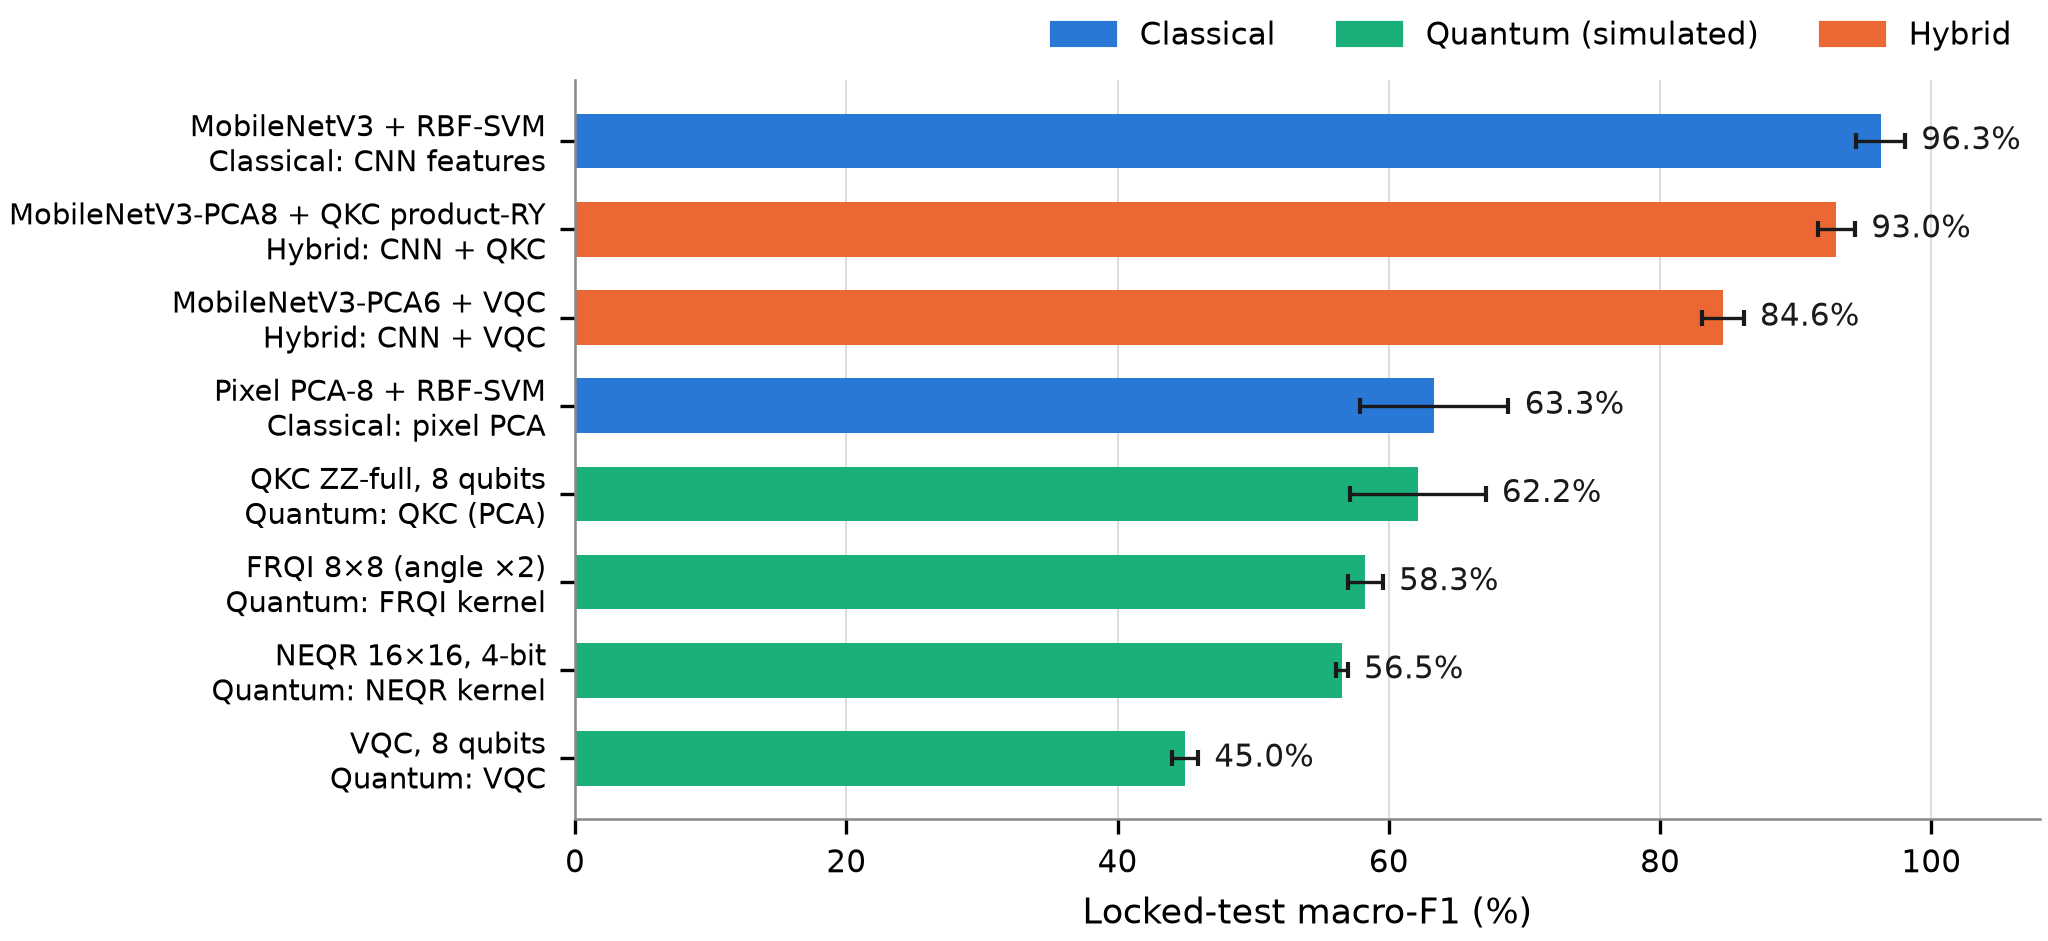 Classical
Quantum (simulated)
Hybrid
MobileNetV3 + RBF-SVM
Classical: CNN features
96.3%
MobileNetV3-PCA8 + QKC product-RY
Hybrid: CNN + QKC
93.0%
MobileNetV3-PCA6 + VQC
Hybrid: CNN + VQC
84.6%
Pixel PCA-8 + RBF-SVM
Classical: pixel PCA
63.3%
QKC ZZ-full, 8 qubits
Quantum: QKC (PCA)
62.2%
FRQI 8×8 (angle ×2)
Quantum: FRQI kernel
58.3%
NEQR 16×16, 4-bit
Quantum: NEQR kernel
56.5%
VQC, 8 qubits
Quantum: VQC
45.0%
0 20 40 60 80 100
Locked-test macro-F1 (%)